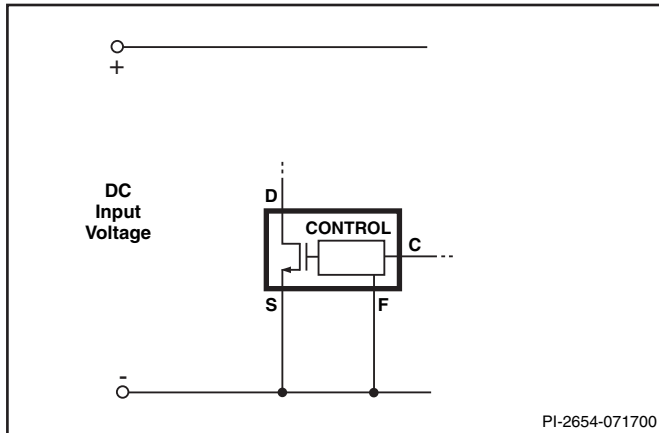 +
DC
Input
Voltage
D
CONTROL
C
S
F
-
PI-2654-071700